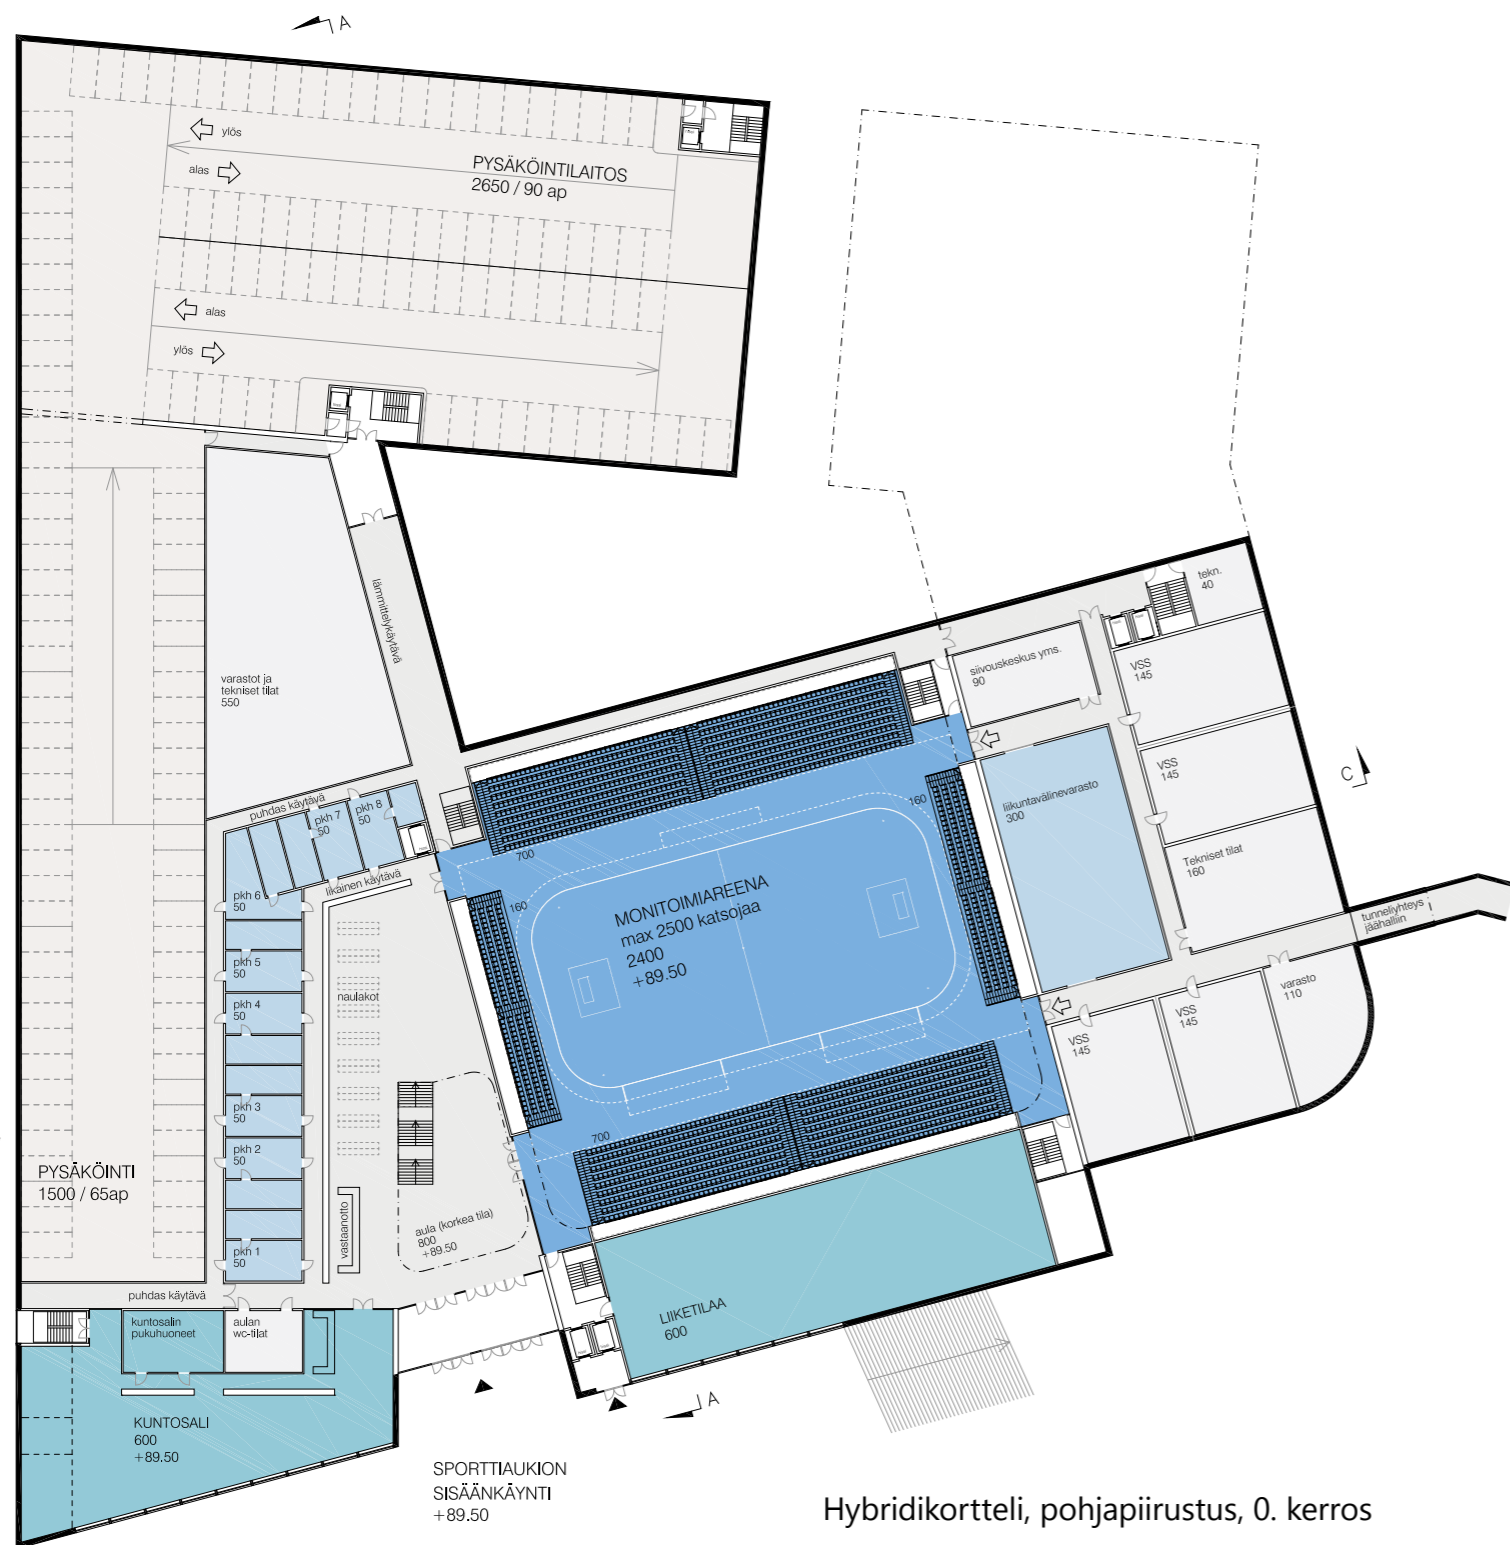 A
ylös
alas
PYSÄKÖINTILAITOS
2650 / 90 ap
alas
ylös
lämmittelykäytävä
varastot ja
tekniset tilat
550
tekn.
40
siivouskeskus yms.
90
VSS
145
VSS
145
C
liikuntavälinevarasto
300
Tekniset tilat
160
tunneliyhteys
jäähalliin
varasto
110
VSS
145
VSS
145
puhdas käytävä
pkh 8
50
pkh 7
50
likainen käytävä
pkh 6
50
pkh 5
50
pkh 4
50
pkh 3
50
pkh 2
50
pkh 1
50
naulakot
700
160
160
700
MONITOIMIAREENA
max 2500 katsojaa
2400
+89.50
PYSÄKÖINTI
1500 / 65ap
vastaanotto
aula (korkea tila)
800
+89.50
puhdas käytävä
kuntosalin
pukuhuoneet
aulan
wc-tilat
LIIKETILAA
600
A
KUNTOSALI
600
+89.50
SPORTTIAUKION
SISÄÄNKÄYNTI
+89.50
Hybridikortteli, pohjapiirustus, 0. kerros